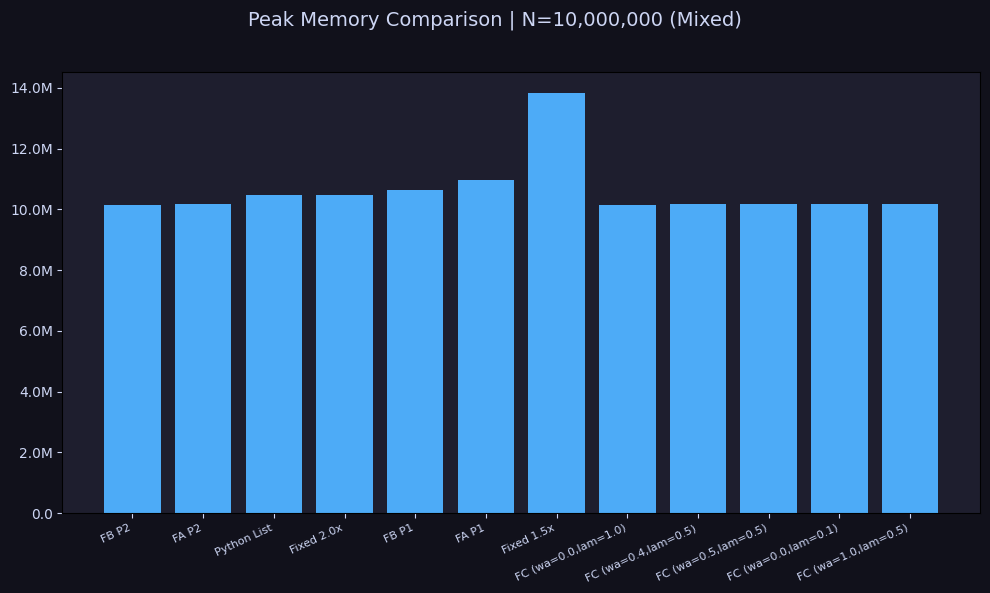 Peak Memory Comparison | N=10,000,000 (Mixed)
14.0M
12.0M
10.0M
8.0M
6.0M
4.0M
2.0M
0.0
FB P2
FA P2
Python List
Fixed 2.0x
FB P1
FA P1
Fixed 1.5x
FC (wa=0.0,lam=1.0)
FC (wa=0.4,lam=0.5)
FC (wa=0.5,lam=0.5)
FC (wa=0.0,lam=0.1)
FC (wa=1.0,lam=0.5)